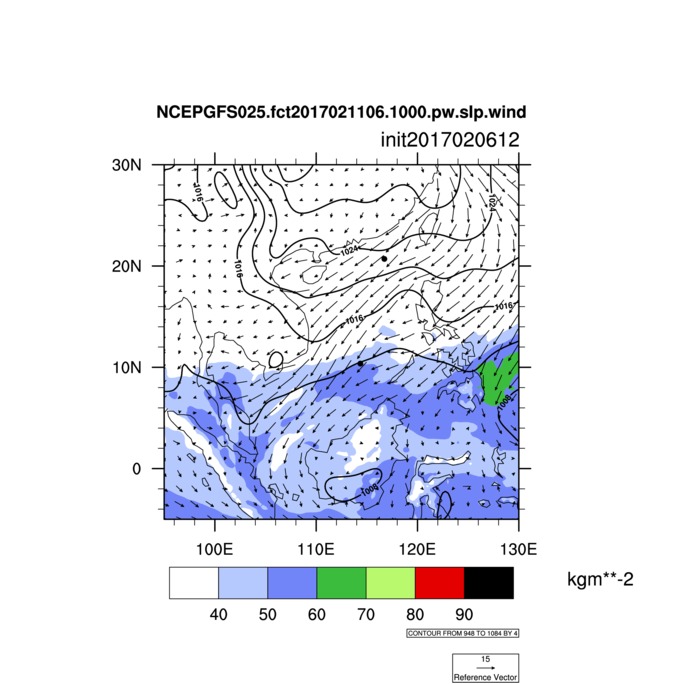 NCEPGFS025.fct2017021106.1000.pw.slp.wind
init2017020612
30N
20N
10N
0
1016
1024
1024
1016
1016
1016
1008
1008
100E 110E 120E 130E
kgm**-2
40 50 60 70 80 90
CONTOUR FROM 948 TO 1084 BY 4
15
Reference Vector